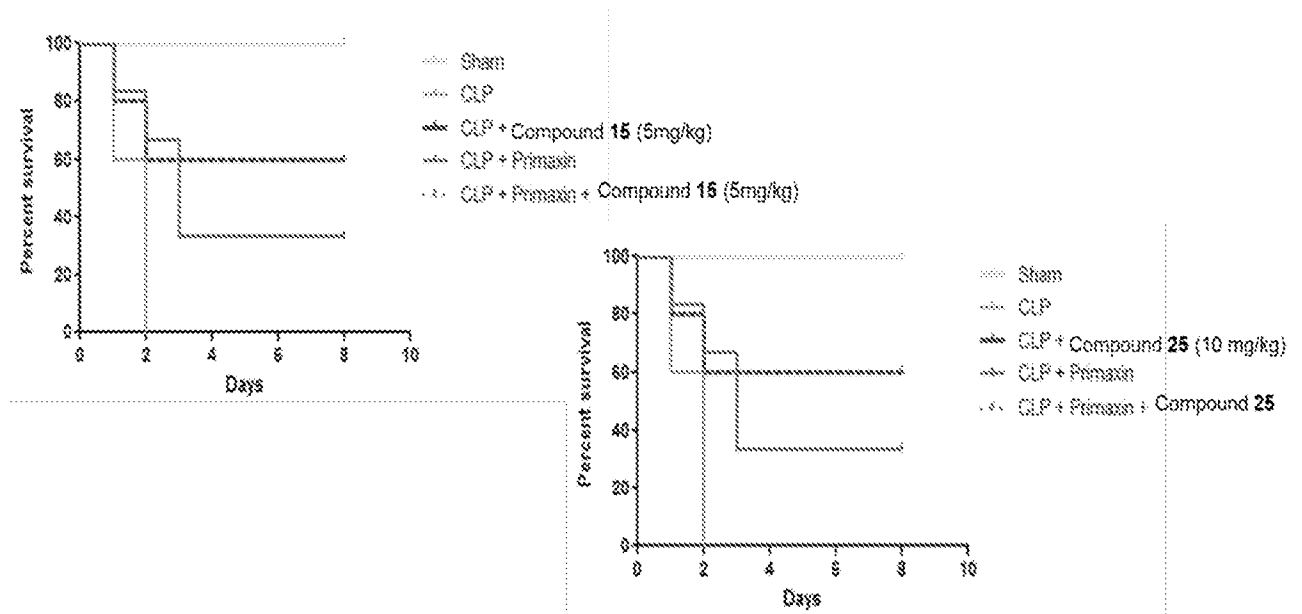 100
80
60
40
20
0
Percent survival
0 2 4 6 8 10
Days
Sham
CLP
CLP + Compound 15 (5mg/kg)
CLP + Primaxin
CLP + Primaxin + Compound 15 (5mg/kg)
100
80
60
40
20
0
Percent survival
0 2 4 6 8 10
Days
Sham
CLP
CLP + Compound 25 (10 mg/kg)
CLP + Primaxin
CLP + Primaxin + Compound 25